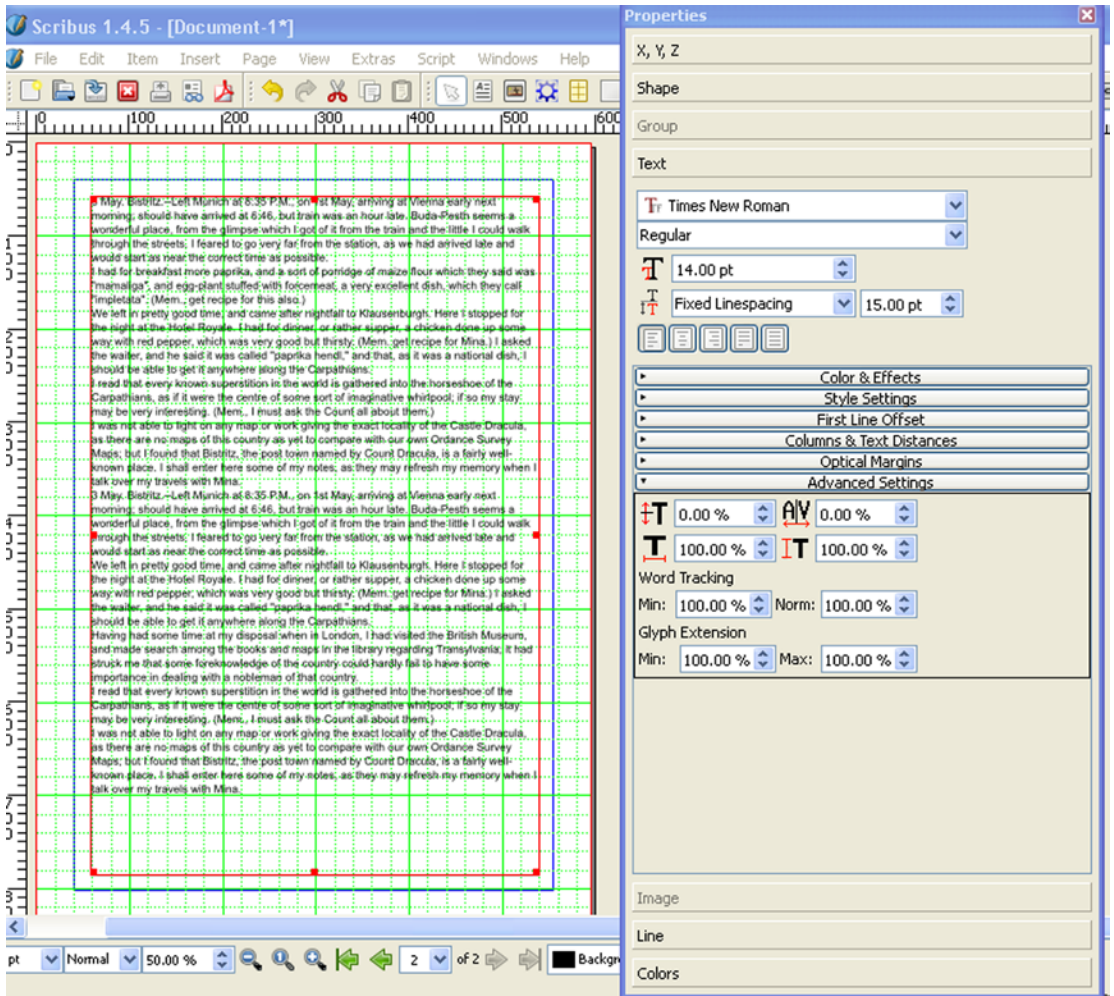 Scribus 1.4.5 - [Document-1*]
File Edit Item Insert Page View Extras Script Windows Help
0 100 200 300 400 500 600
3 May. Bistritz.--Left Munich at 8:35 P.M., on 1st May, arriving at Vienna early next
morning; should have arrived at 6:46, but train was an hour late. Buda-Pesth seems a
wonderful place, from the glimpse which I got of it from the train and the little I could walk
through the streets. I feared to go very far from the station, as we had arrived late and
would start as near the correct time as possible.
I had for breakfast more paprika, and a sort of porridge of maize flour which they said was
"mamaliga", and egg-plant stuffed with forcemeat, a very excellent dish, which they call
"impletata". (Mem., get recipe for this also.)
We left in pretty good time, and came after nightfall to Klausenburgh. Here I stopped for
the night at the Hotel Royale. I had for dinner, or rather supper, a chicken done up some
way with red pepper, which was very good but thirsty. (Mem. get recipe for Mina.) I asked
the waiter, and he said it was called "paprika hendl," and that, as it was a national dish, I
should be able to get it anywhere along the Carpathians.
I read that every known superstition in the world is gathered into the horseshoe of the
Carpathians, as if it were the centre of some sort of imaginative whirlpool; if so my stay
may be very interesting. (Mem., I must ask the Count all about them.)
I was not able to light on any map or work giving the exact locality of the Castle Dracula,
as there are no maps of this country as yet to compare with our own Ordance Survey
Maps; but I found that Bistritz, the post town named by Count Dracula, is a fairly well-
known place. I shall enter here some of my notes, as they may refresh my memory when I
talk over my travels with Mina.
3 May. Bistritz.--Left Munich at 8:35 P.M., on 1st May, arriving at Vienna early next
morning; should have arrived at 6:46, but train was an hour late. Buda-Pesth seems a
wonderful place, from the glimpse which I got of it from the train and the little I could walk
through the streets. I feared to go very far from the station, as we had arrived late and
would start as near the correct time as possible.
We left in pretty good time, and came after nightfall to Klausenburgh. Here I stopped for
the night at the Hotel Royale. I had for dinner, or rather supper, a chicken done up some
way with red pepper, which was very good but thirsty. (Mem. get recipe for Mina.) I asked
the waiter, and he said it was called "paprika hendl," and that, as it was a national dish, I
should be able to get it anywhere along the Carpathians.
Having had some time at my disposal when in London, I had visited the British Museum,
and made search among the books and maps in the library regarding Transylvania; it had
struck me that some foreknowledge of the country could hardly fail to have some
importance in dealing with a nobleman of that country.
I read that every known superstition in the world is gathered into the horseshoe of the
Carpathians, as if it were the centre of some sort of imaginative whirlpool; if so my stay
may be very interesting. (Mem., I must ask the Count all about them.)
I was not able to light on any map or work giving the exact locality of the Castle Dracula,
as there are no maps of this country as yet to compare with our own Ordance Survey
Maps; but I found that Bistritz, the post town named by Count Dracula, is a fairly well-
known place. I shall enter here some of my notes, as they may refresh my memory when I
talk over my travels with Mina.
pt Normal 50.00 % 2 of 2 Backgr
Properties
X, Y, Z
Shape
Group
Text
Times New Roman
Regular
14.00 pt
Fixed Linespacing 15.00 pt
Color & Effects
Style Settings
First Line Offset
Columns & Text Distances
Optical Margins
Advanced Settings
0.00 % 0.00 %
100.00 % 100.00 %
Word Tracking
Min: 100.00 % Norm: 100.00 %
Glyph Extension
Min: 100.00 % Max: 100.00 %
Image
Line
Colors